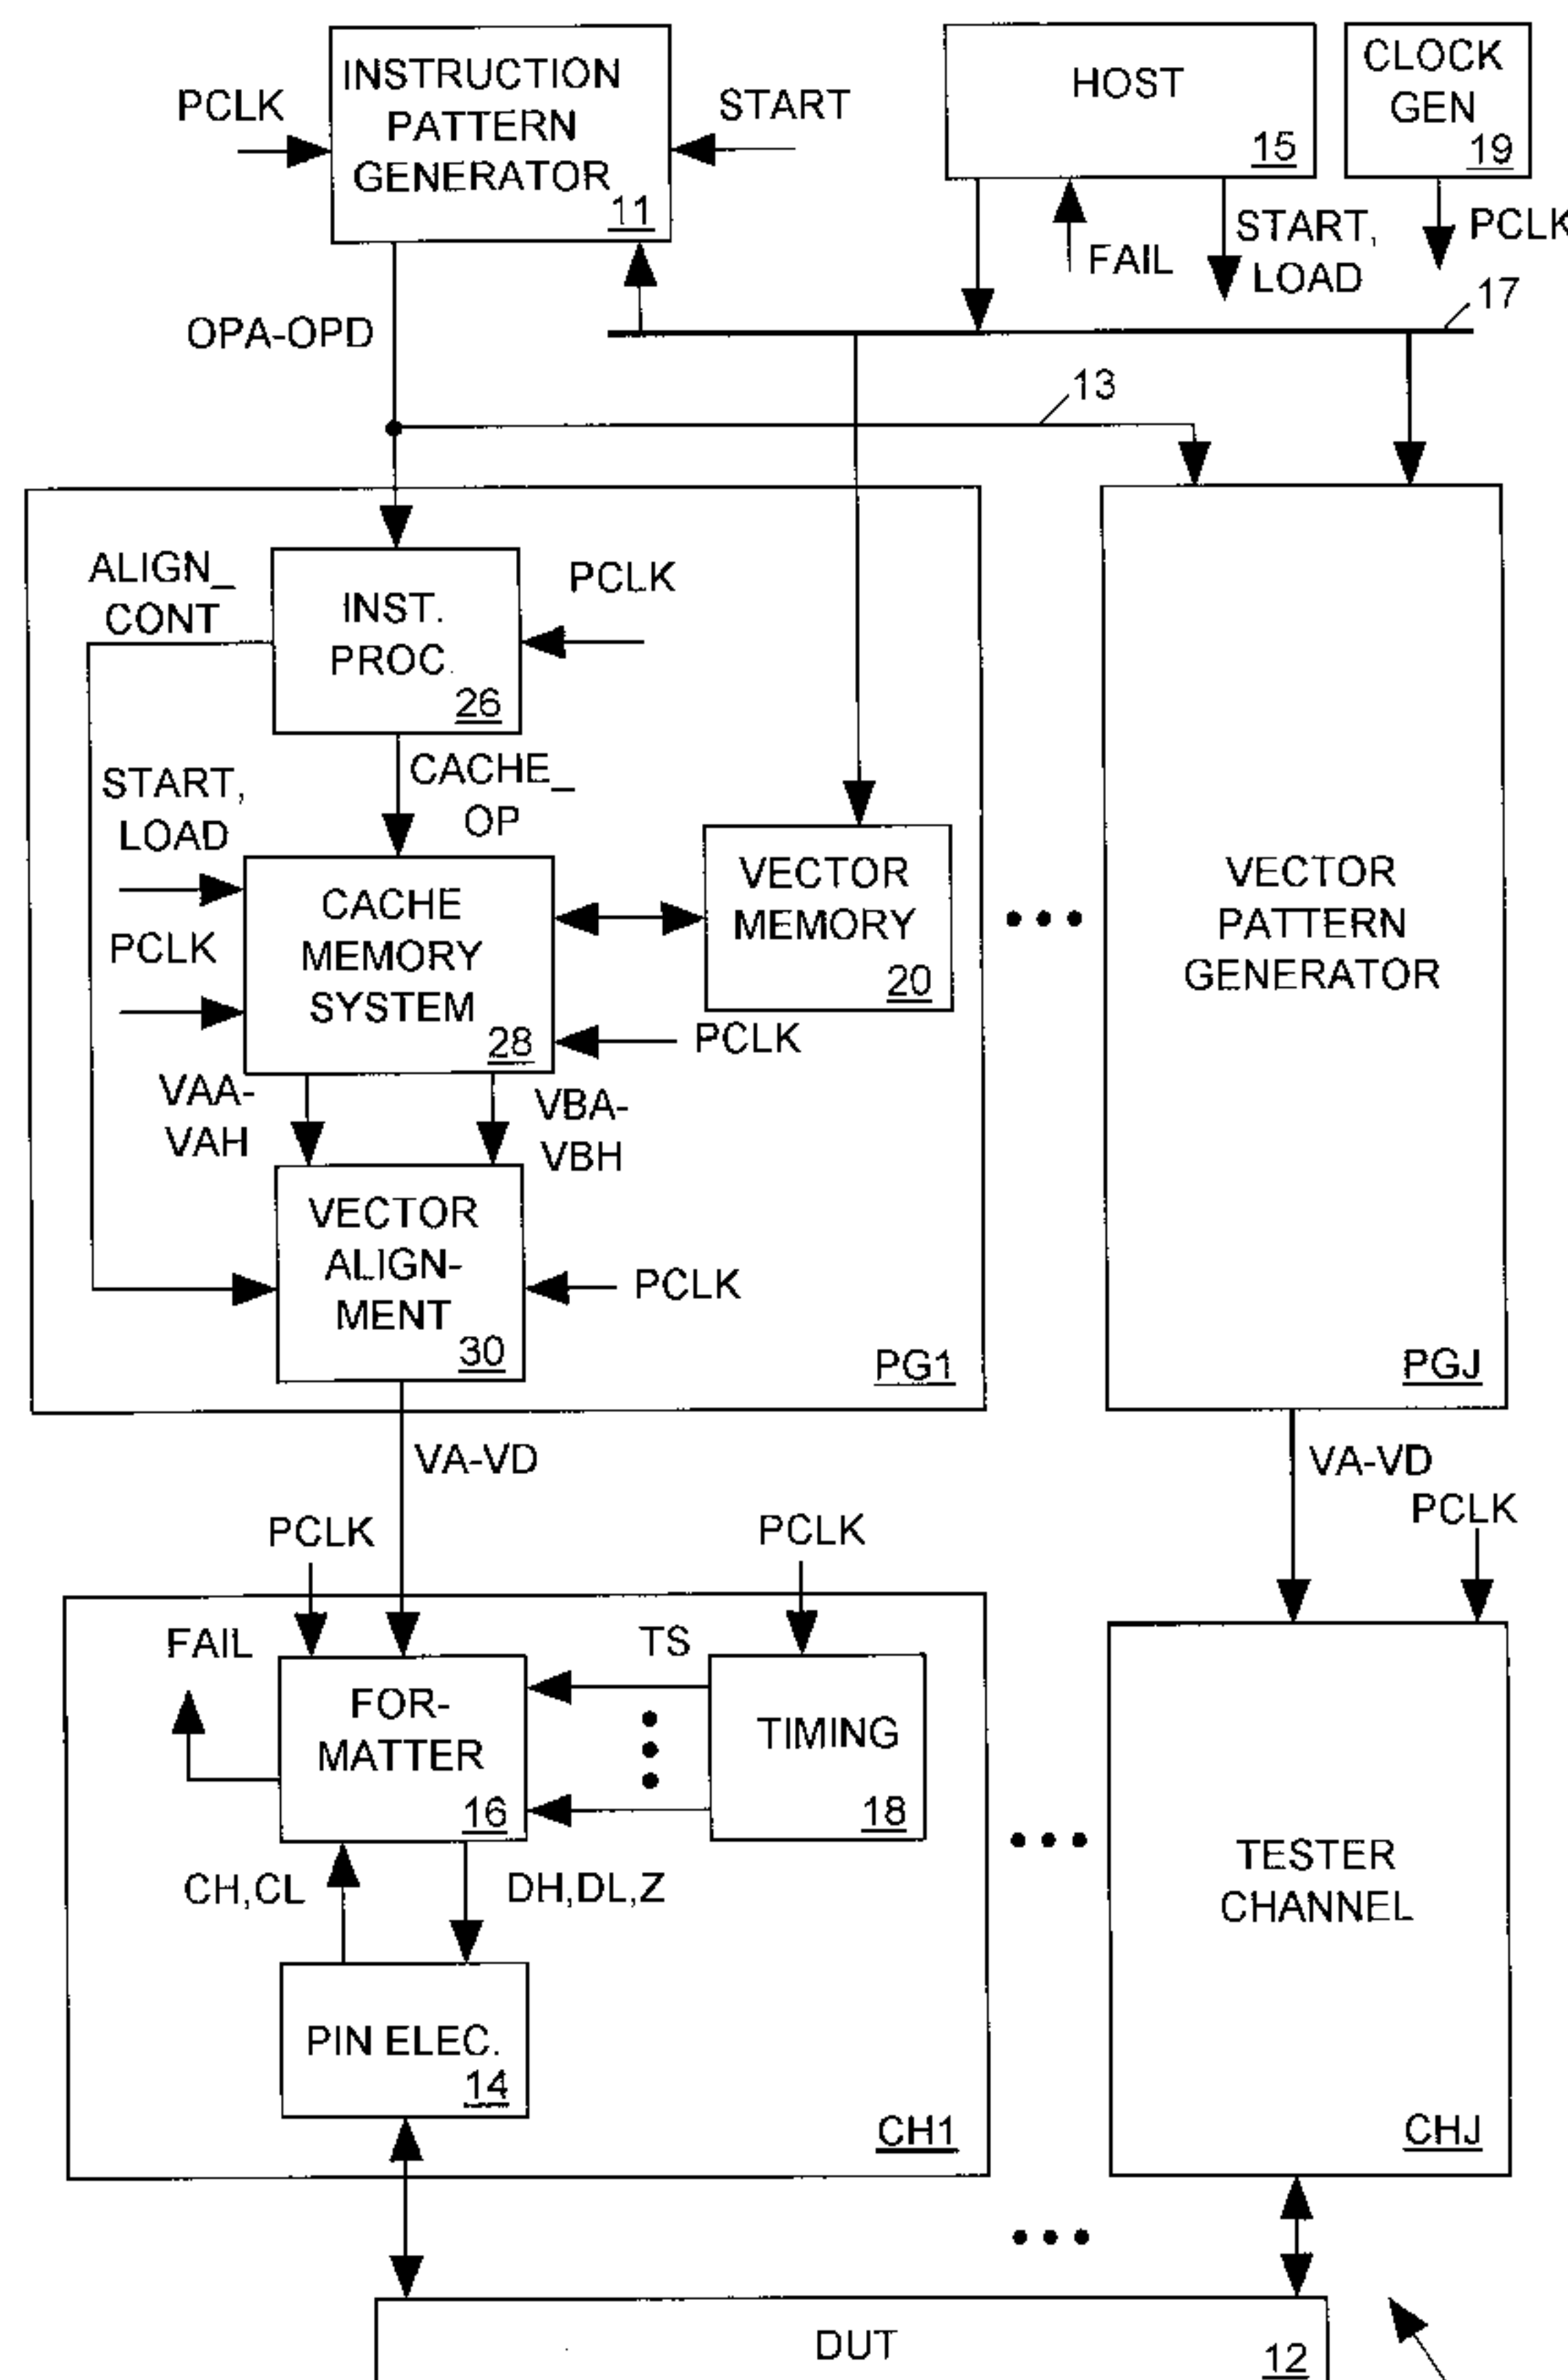 INSTRUCTION
PATTERN
GENERATOR
11
PCLK
START
HOST
15
CLOCK
GEN
19
START,
LOAD
FAIL
PCLK
17
OPA-OPD
13
ALIGN_
CONT
INST.
PROC.
26
PCLK
CACHE_
OP
START,
LOAD
PCLK
CACHE
MEMORY
SYSTEM
28
VECTOR
MEMORY
20
PCLK
VAA-
VAH
VBA-
VBH
VECTOR
ALIGN-
MENT
30
PCLK
PG1
VECTOR
PATTERN
GENERATOR
PGJ
VA-VD
VA-VD
PCLK
PCLK
PCLK
FAIL
FOR-
MATTER
16
TS
TIMING
18
CH,CL
DH,DL,Z
PIN ELEC.
14
CH1
TESTER
CHANNEL
CHJ
DUT
12